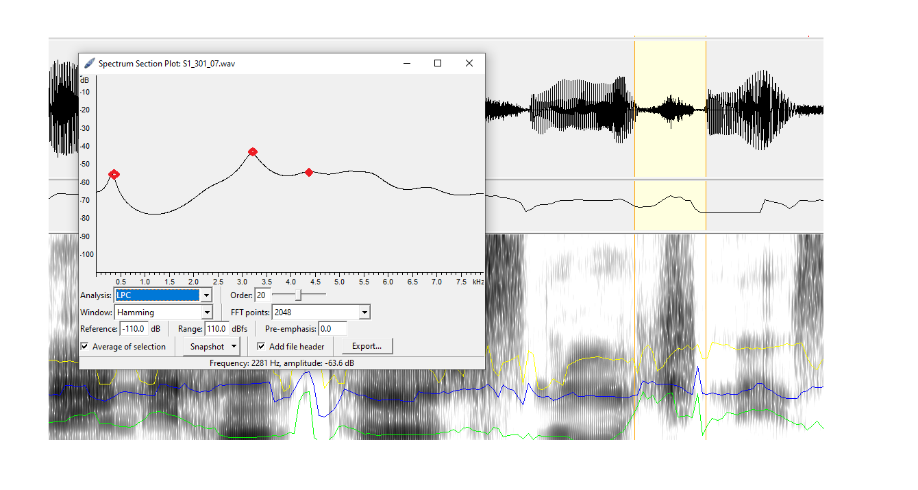 Spectrum Section Plot: S1_301_07.wav
dB
-10
-20
-30
-40
-50
-60
-70
-80
-90
-100
0.5 1.0 1.5 2.0 2.5 3.0 3.5 4.0 4.5 5.0 5.5 6.0 6.5 7.0 7.5 kHz
Analysis: LPC Order: 20
Window: Hamming FFT points: 2048
Reference: -110.0 dB Range: 110.0 dBfs Pre-emphasis: 0.0
Average of selection Snapshot Add file header Export...
Frequency: 2281 Hz, amplitude: -63.6 dB